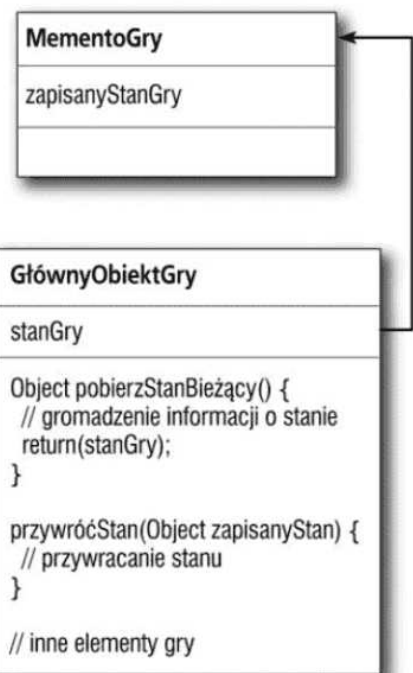 MementoGry
zapisanyStanGry
GłównyObiektGry
stanGry
Object pobierzStanBieżący() {
// gromadzenie informacji o stanie
return(stanGry);
}
przywróćStan(Object zapisanyStan) {
// przywracanie stanu
}
// inne elementy gry